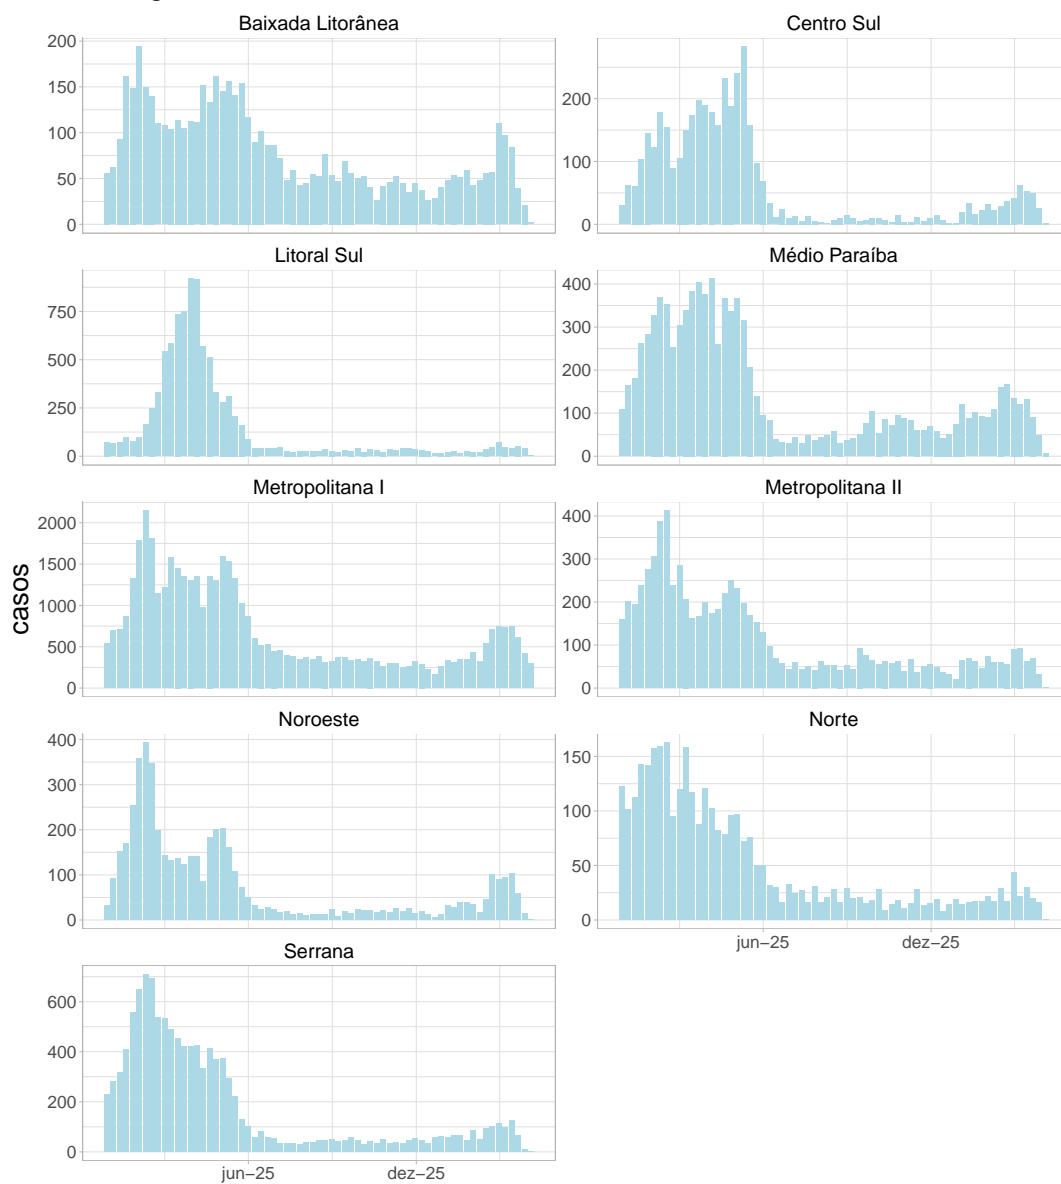 Baixada Litorânea
Centro Sul
200
150
100
50
0
200
100
0
Litoral Sul
Médio Paraíba
750
500
250
0
400
300
200
100
0
Metropolitana I
Metropolitana II
2000
1500
1000
500
0
400
300
200
100
0
casos
Noroeste
Norte
400
300
200
100
0
150
100
50
0
jun−25
dez−25
Serrana
600
400
200
0
jun−25
dez−25